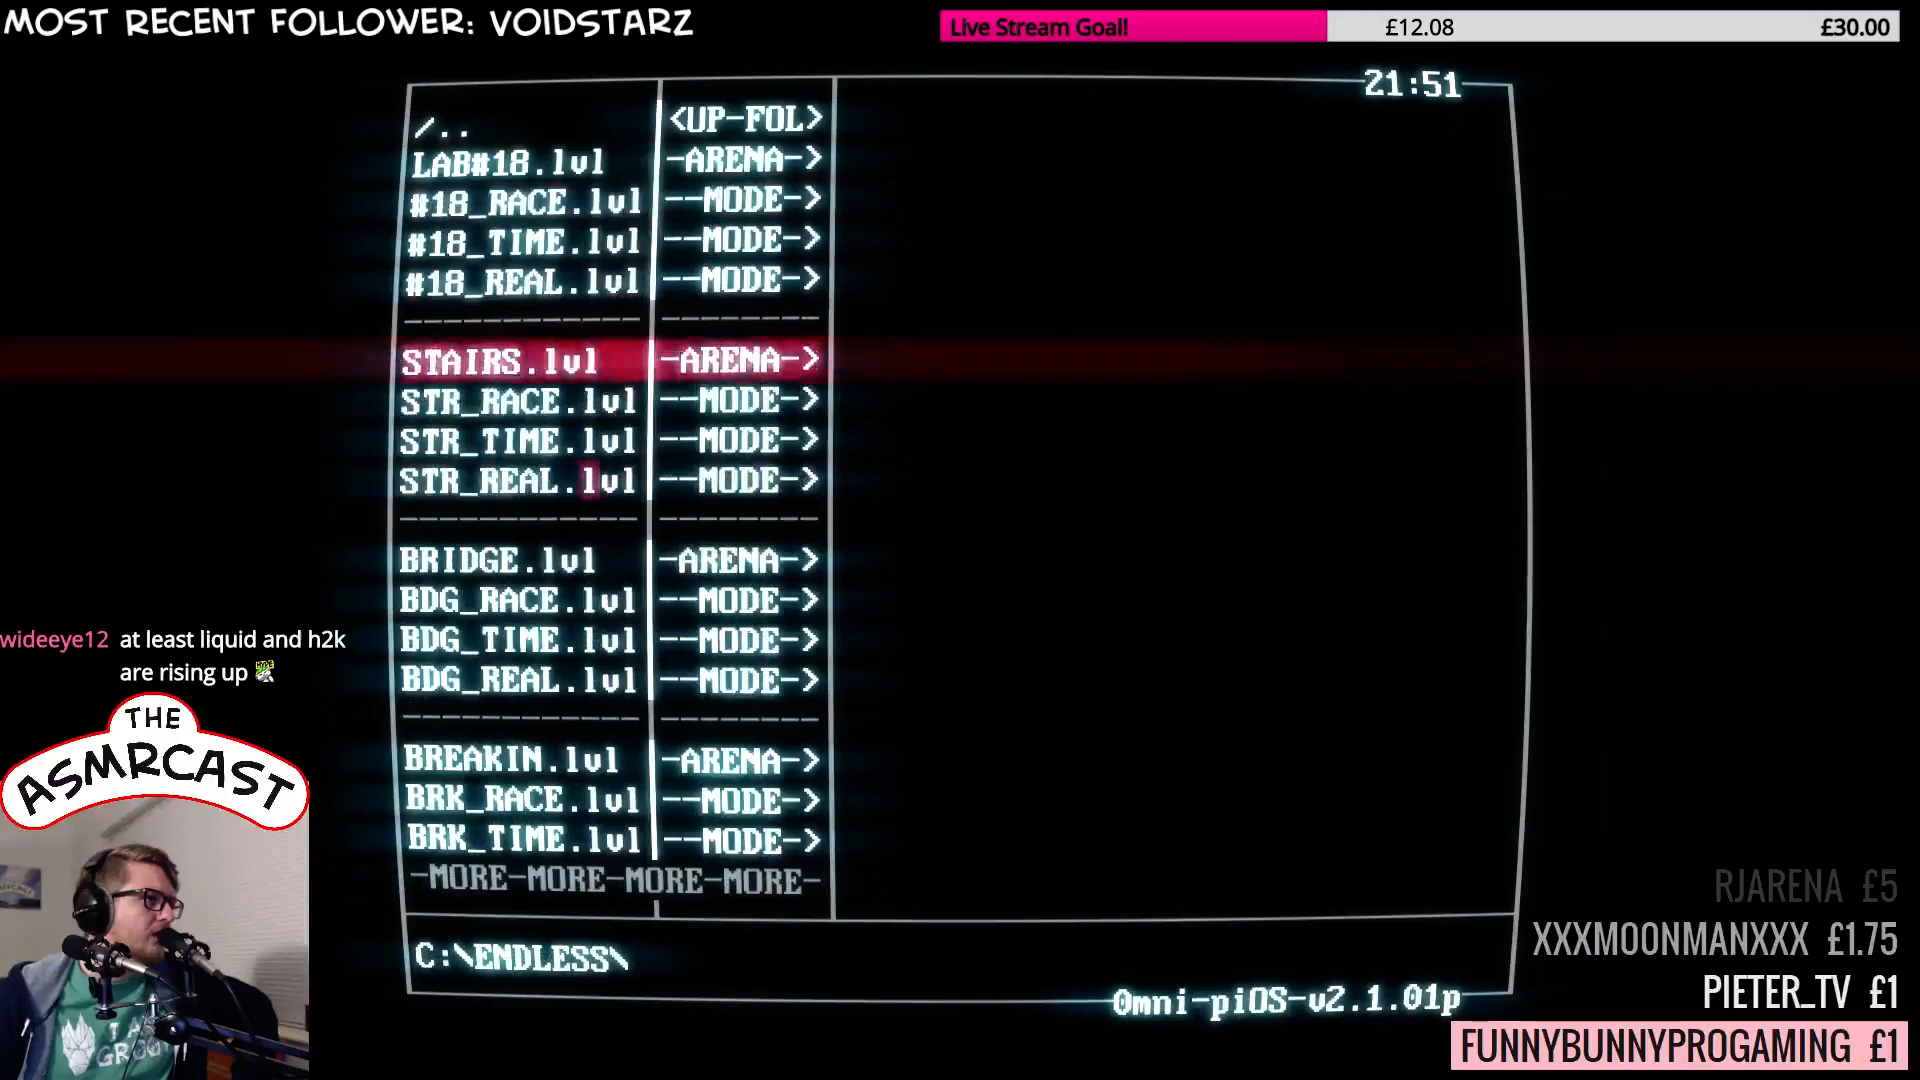 MOST RECENT FOLLOWER: VOIDSTARZ
Live Stream Goal! £12.08 £30.00
21:51
/.. <UP-FOL>
LAB#18.lvl -ARENA->
#18_RACE.lvl --MODE->
#18_TIME.lvl --MODE->
#18_REAL.lvl --MODE->
STAIRS.lvl -ARENA->
STR_RACE.lvl --MODE->
STR_TIME.lvl --MODE->
STR_REAL.lvl --MODE->
BRIDGE.lvl -ARENA->
BDG_RACE.lvl --MODE->
BDG_TIME.lvl --MODE->
BDG_REAL.lvl --MODE->
BREAKIN.lvl -ARENA->
BRK_RACE.lvl --MODE->
BRK_TIME.lvl --MODE->
-MORE-MORE-MORE-MORE-
C:\ENDLESS\
0mni-piOS-v2.1.01p
wideeye12 at least liquid and h2k
are rising up
THE
ASMRCAST
RJARENA £5
XXXMOONMANXXX £1.75
PIETER_TV £1
FUNNYBUNNYPROGAMING £1